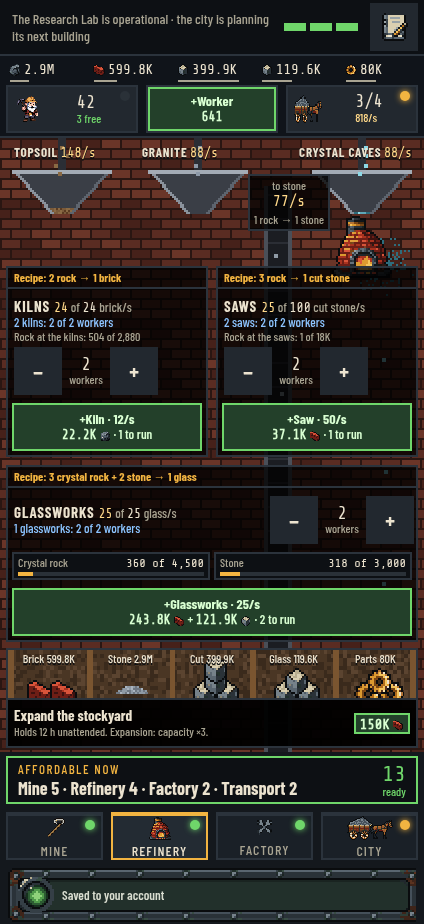 The Research Lab is operational · the city is planning
its next building
2.9M
599.8K
399.9K
119.6K
80K
42
3 free
+Worker
641
3/4
818/s
TOPSOIL 148/s
GRANITE 88/s
CRYSTAL CAVES 88/s
to stone
77/s
1 rock → 1 stone
Recipe: 2 rock → 1 brick
KILNS 24 of 24 brick/s
2 kilns: 2 of 2 workers
Rock at the kilns: 504 of 2,880
−
2
workers
+
+Kiln · 12/s
22.2K · 1 to run
Recipe: 3 rock → 1 cut stone
SAWS 25 of 100 cut stone/s
2 saws: 2 of 2 workers
Rock at the saws: 1 of 18K
−
2
workers
+
+Saw · 50/s
37.1K · 1 to run
Recipe: 3 crystal rock + 2 stone → 1 glass
GLASSWORKS 25 of 25 glass/s
1 glassworks: 2 of 2 workers
−
2
workers
+
Crystal rock 360 of 4,500
Stone 318 of 3,000
+Glassworks · 25/s
243.8K + 121.9K · 2 to run
Brick 599.8K
Stone 2.9M
Cut 399.9K
Glass 119.6K
Parts 80K
Expand the stockyard
Holds 12 h unattended. Expansion: capacity ×3.
150K
AFFORDABLE NOW
Mine 5 · Refinery 4 · Factory 2 · Transport 2
13
ready
MINE
REFINERY
FACTORY
CITY
Saved to your account